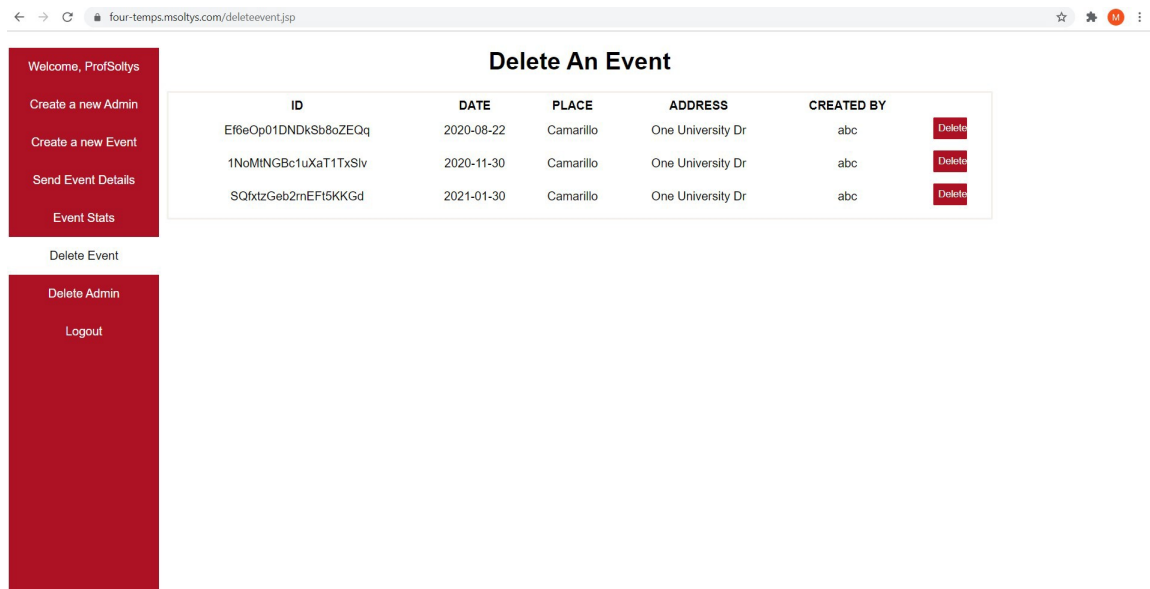 four-temps.msoltys.com/deleteevent.jsp
M
Welcome, ProfSoltys
Create a new Admin
Create a new Event
Send Event Details
Event Stats
Delete Event
Delete Admin
Logout
Delete An Event
ID DATE PLACE ADDRESS CREATED BY
Ef6eOp01DNDkSb8oZEQq 2020-08-22 Camarillo One University Dr abc Delete
1NoMtNGBc1uXaT1TxSlv 2020-11-30 Camarillo One University Dr abc Delete
SQfxtzGeb2rnEFt5KKGd 2021-01-30 Camarillo One University Dr abc Delete